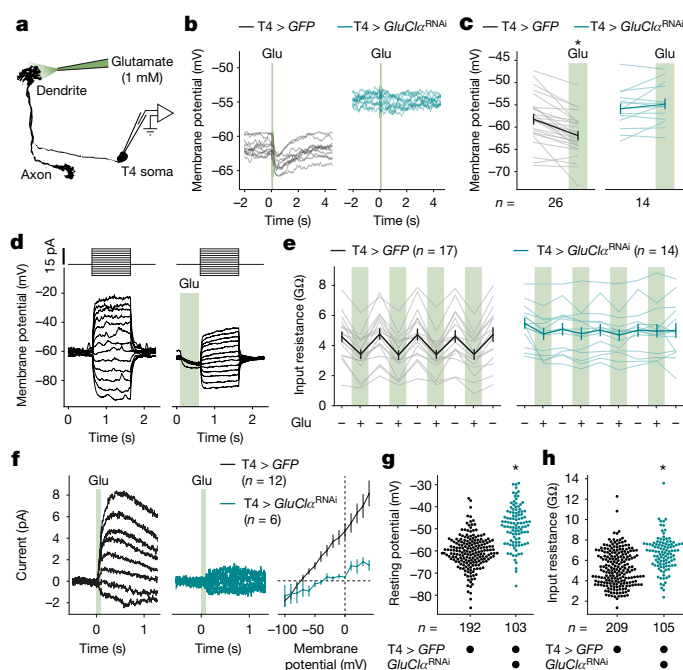 a
Glutamate
(1 mM)
Dendrite
Axon
T4 soma
b
T4 > GFP
T4 > GluClα^RNAi
Glu
Glu
Membrane potential (mV)
−50
−55
−60
−65
−2 0 2 4
−2 0 2 4
Time (s)
Time (s)
c
T4 > GFP
T4 > GluClα^RNAi
*
Glu
Glu
Membrane potential (mV)
−45
−50
−55
−60
−65
−70
n = 26 14
d
15 pA
Glu
Membrane potential (mV)
−20
−40
−60
−80
0 1 2
0 1 2
Time (s)
Time (s)
e
T4 > GFP (n = 17)
T4 > GluClα^RNAi (n = 14)
Input resistance (GΩ)
8
6
4
2
0
Glu − + − + − + − + −
− + − + − + − + −
f
T4 > GFP
(n = 12)
T4 > GluClα^RNAi
(n = 6)
Glu
Glu
Current (pA)
8
6
4
2
0
−2
0 1
0 1
Time (s)
Time (s)
−100 −50 0
Membrane
potential (mV)
g
*
Resting potential (mV)
−30
−40
−50
−60
−70
−80
n = 192 103
T4 > GFP
GluClα^RNAi
h
*
Input resistance (GΩ)
14
12
10
8
6
4
2
0
n = 209 105
T4 > GFP
GluClα^RNAi